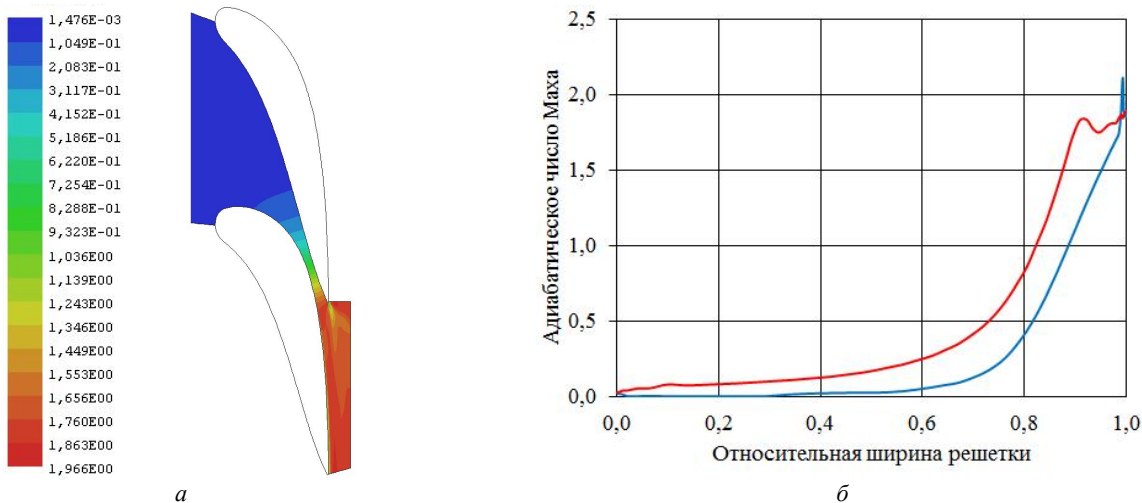 1,476E-03
1,049E-01
2,083E-01
3,117E-01
4,152E-01
5,186E-01
6,220E-01
7,254E-01
8,288E-01
9,323E-01
1,036E00
1,139E00
1,243E00
1,346E00
1,449E00
1,553E00
1,656E00
1,760E00
1,863E00
1,966E00
а
Адиабатическое число Маха
2,5
2,0
1,5
1,0
0,5
0,0
0,0 0,2 0,4 0,6 0,8 1,0
Относительная ширина решетки
б